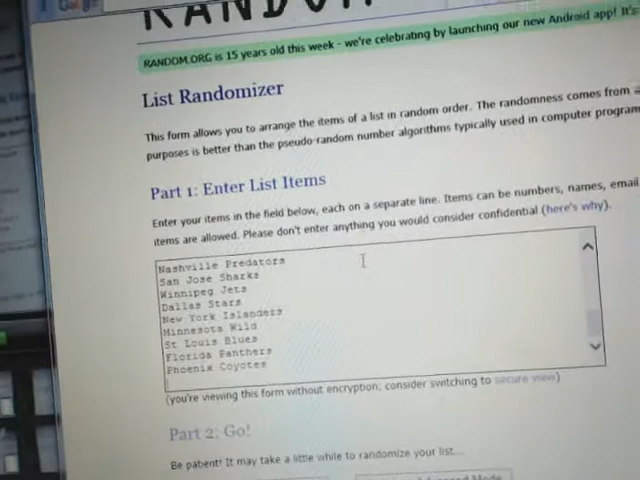 RANDOM
RANDOM.ORG is 15 years old this week - we're celebrating by launching our new Android app! It's
List Randomizer
This form allows you to arrange the items of a list in random order. The randomness comes from
purposes is better than the pseudo-random number algorithms typically used in computer program
Part 1: Enter List Items
Enter your items in the field below, each on a separate line. Items can be numbers, names, email
items are allowed. Please don't enter anything you would consider confidential (here's why).
Nashville Predators
San Jose Sharks
Winnipeg Jets
Dallas Stars
New York Islanders
Minnesota Wild
St Louis Blues
Florida Panthers
Phoenix Coyotes
(you're viewing this form without encryption; consider switching to secure view)
Part 2: Go!
Be patient! It may take a little while to randomize your list...
Advanced Mode